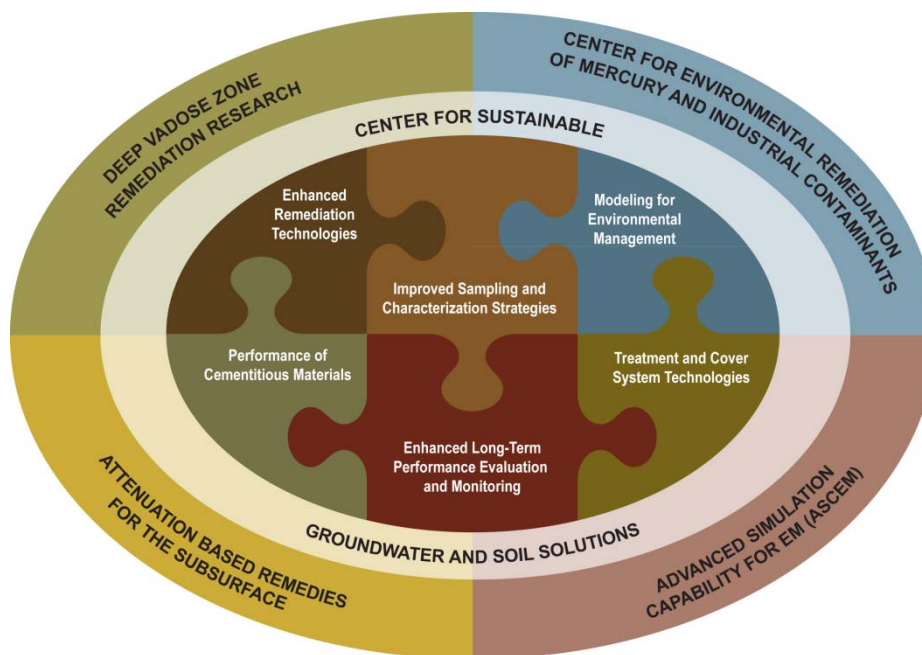 DEEP VADOSE ZONE
REMEDIATION RESEARCH
CENTER FOR ENVIRONMENTAL REMEDIATION
OF MERCURY AND INDUSTRIAL CONTAMINANTS
CENTER FOR SUSTAINABLE
Enhanced
Remediation
Technologies
Modeling for
Environmental
Management
Improved Sampling and
Characterization Strategies
Performance of
Cementitious Materials
Treatment and Cover
System Technologies
Enhanced Long-Term
Performance Evaluation
and Monitoring
GROUNDWATER AND SOIL SOLUTIONS
ATTENUATION BASED REMEDIES
FOR THE SUBSURFACE
ADVANCED SIMULATION
CAPABILITY FOR EM (ASCEM)